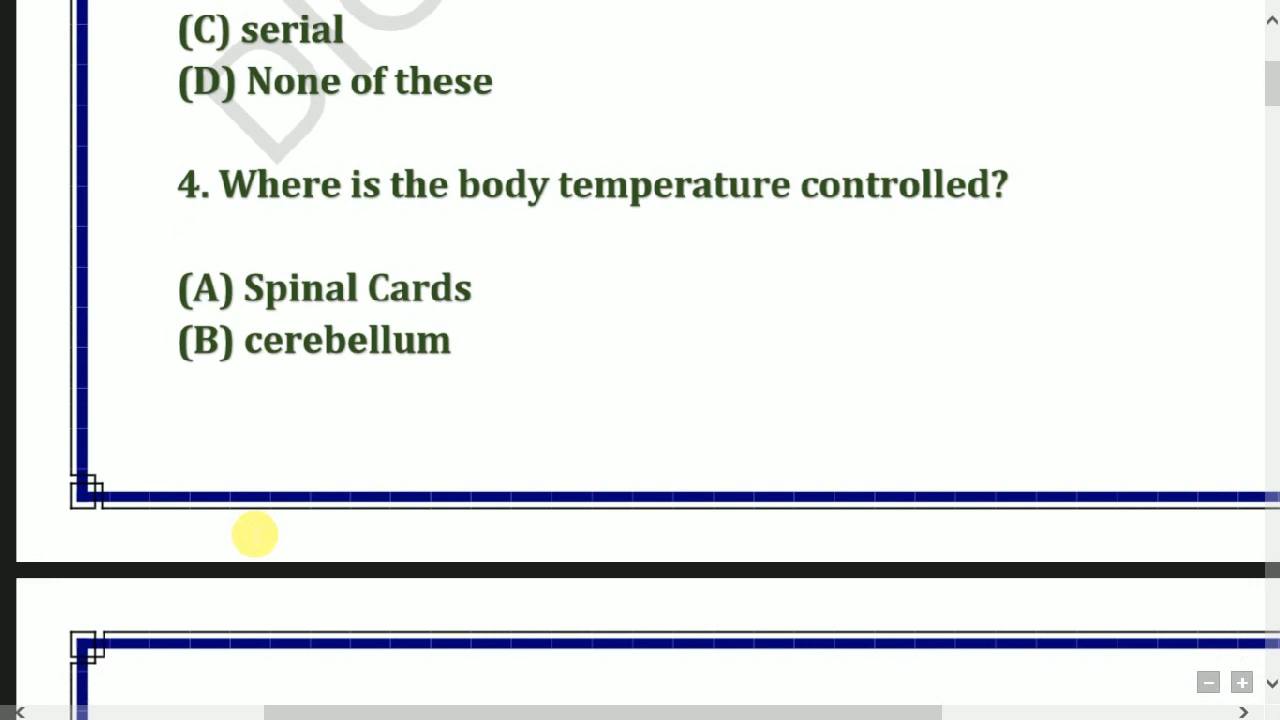 (C) serial
(D) None of these
4. Where is the body temperature controlled?
(A) Spinal Cards
(B) cerebellum